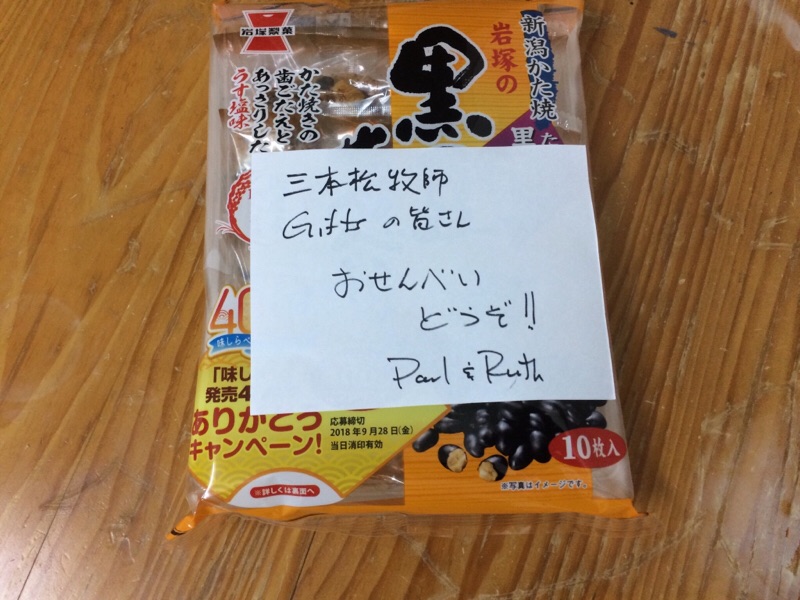 岩塚製菓
新潟かた焼
岩塚の
黒
黒
かた焼きの
歯ごたえと
あっさりした
うす塩味
三本松牧師
Gifts の皆さん
おせんべい
どうぞ!!
Paul & Ruth
40
味しらべ
「味し
発売4
ありがとう
キャンペーン!
応募締切
2018年9月28日(金)
当日消印有効
※詳しくは裏面へ
10枚入
※写真はイメージです。